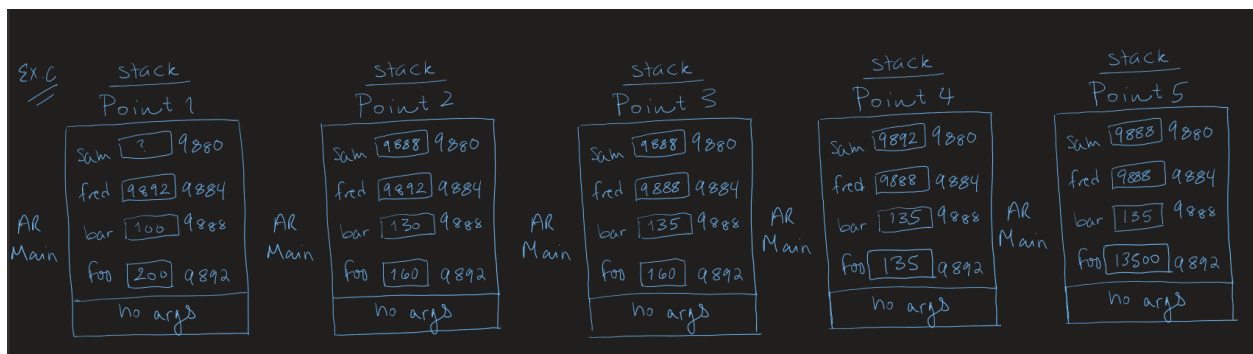 Ex.C
stack
Point 1
sam ? 9880
fred 9892 9884
bar 100 9888
foo 200 9892
no args
AR
Main
stack
Point 2
sam 9888 9880
fred 9892 9884
bar 130 9888
foo 160 9892
no args
AR
Main
stack
Point 3
sam 9888 9880
fred 9888 9884
bar 135 9888
foo 160 9892
no args
AR
Main
stack
Point 4
sam 9892 9880
fred 9888 9884
bar 135 9888
foo 135 9892
no args
AR
Main
stack
Point 5
sam 9888 9880
fred 9888 9884
bar 135 9888
foo 13500 9892
no args
AR
Main